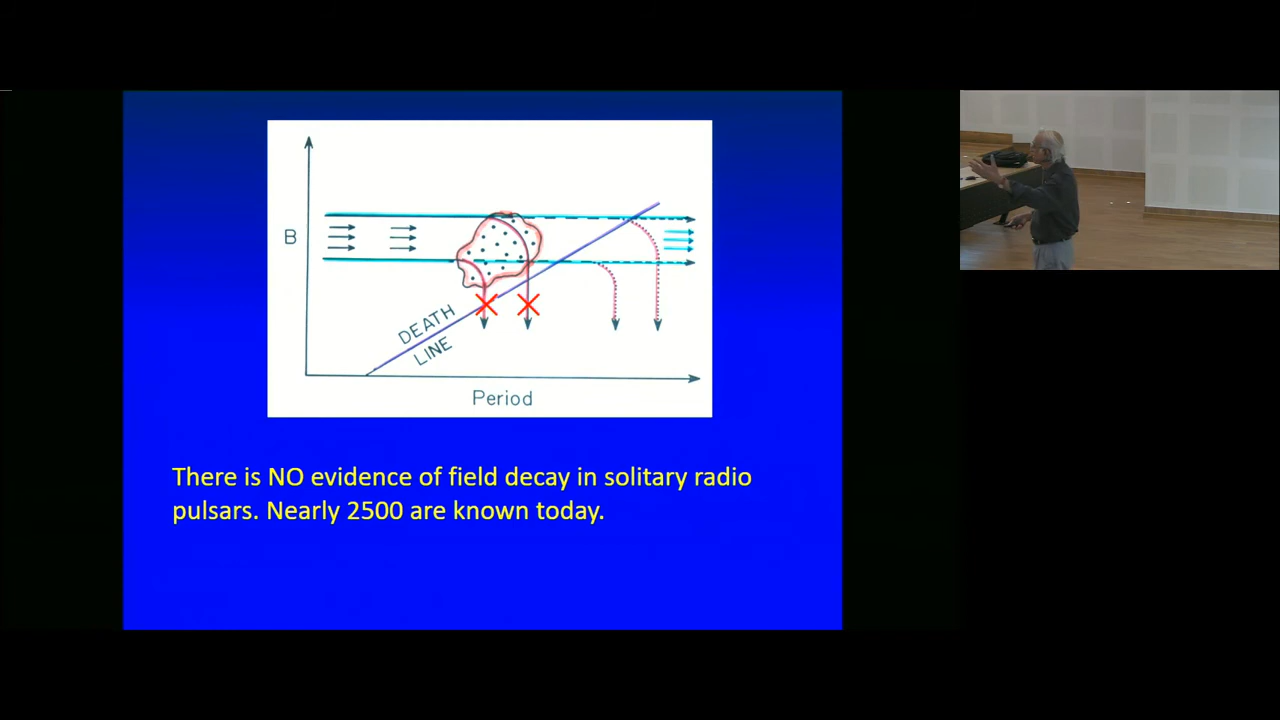 B
DEATH
LINE
Period
There is NO evidence of field decay in solitary radio
pulsars. Nearly 2500 are known today.